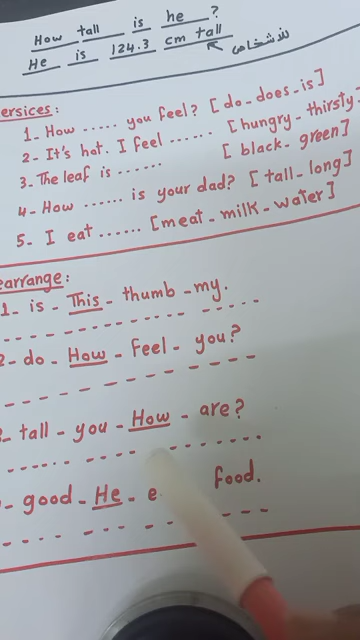 How tall is he ?
He is 124.3 cm tall للأشخاص
ersices:
1- How ...... you feel? [do-does-is]
2- It's hot. I feel ...... [hungry-thirsty-
3- The leaf is ...... [black-green]
4- How ...... is your dad? [tall-long]
5- I eat ...... [meat-milk-water]
earrange:
1- is - This - thumb - my.
- do - How - feel - you?
- tall - you - How - are?
- good - He - e food.